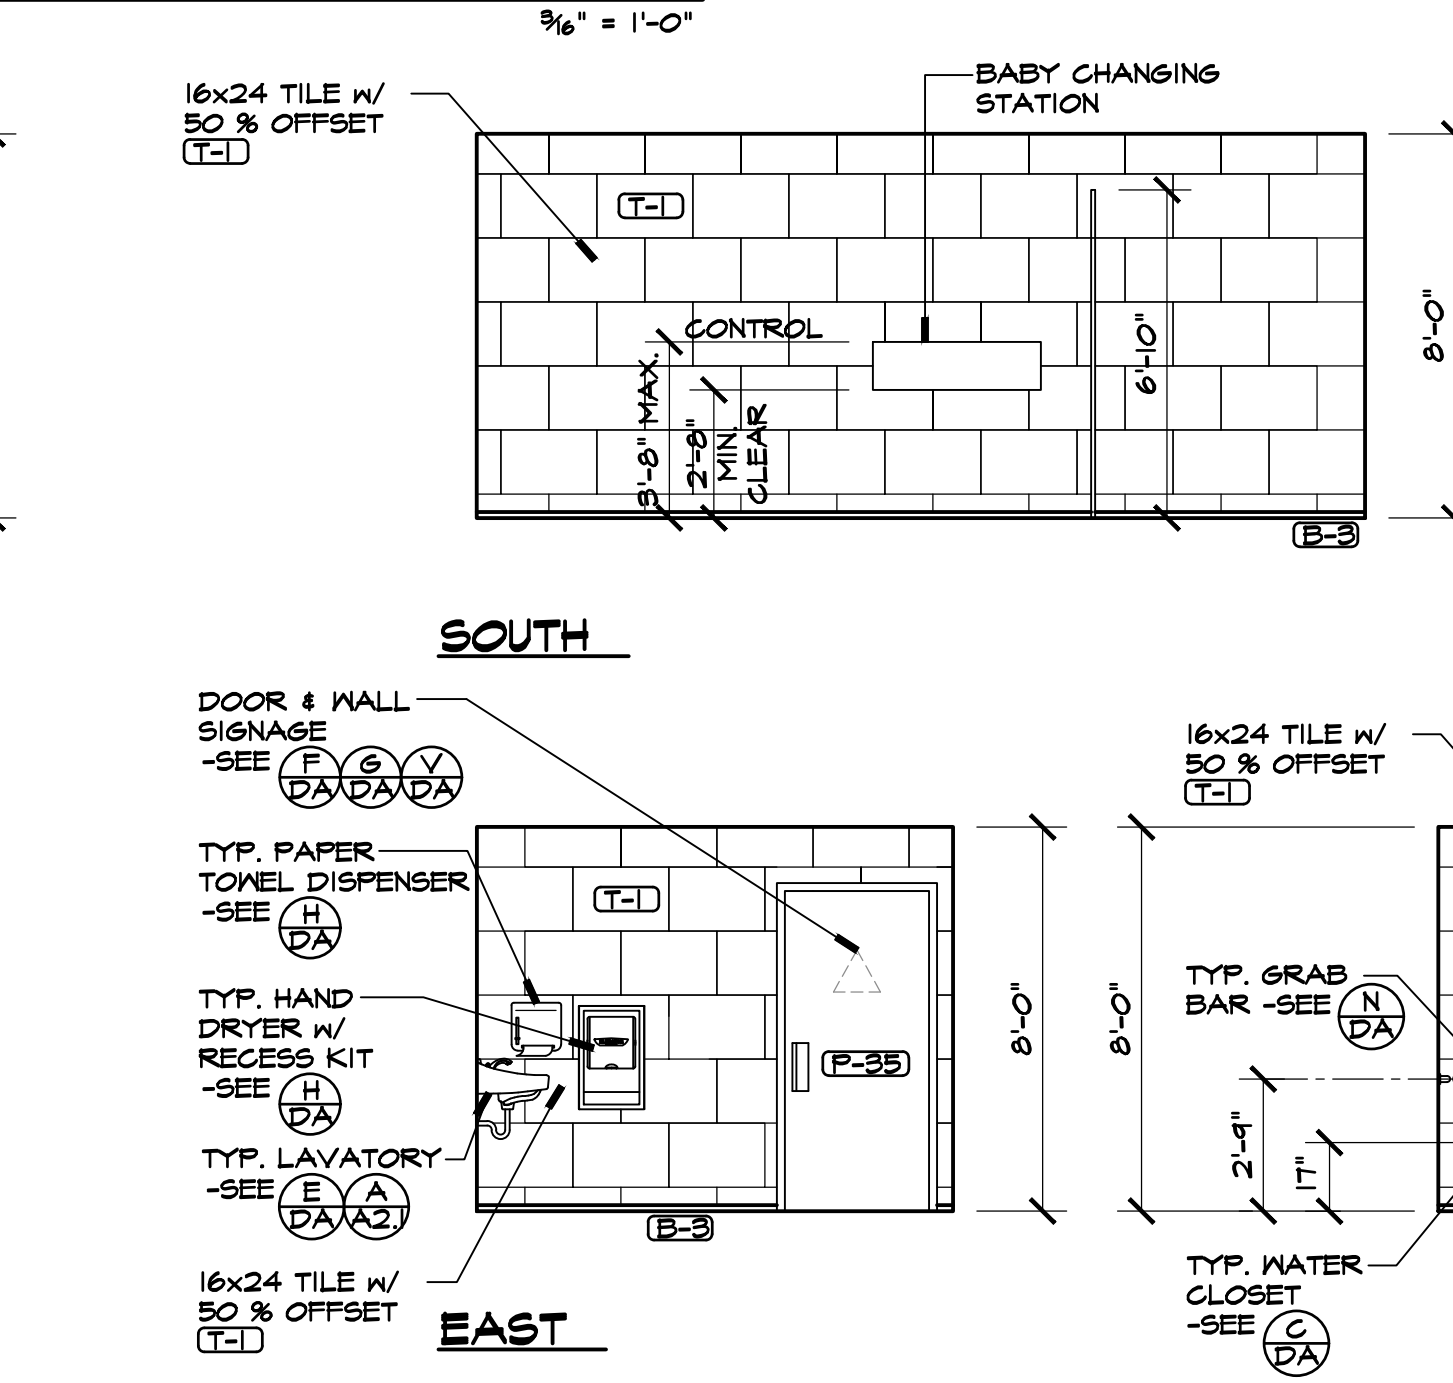 3/16" = 1'-0"
16x24 TILE W/
50 % OFFSET
T-1
BABY CHANGING
STATION
T-1
CONTROL
3'-8" MAX.
2'-8"
MIN.
CLEAR
6'-10"
8'-0"
B-3
SOUTH
DOOR & WALL
SIGNAGE
-SEE F DA G DA V DA
TYP. PAPER
TOWEL DISPENSER
-SEE H DA
TYP. HAND
DRYER W/
RECESS KIT
-SEE H DA
TYP. LAVATORY
-SEE E DA A A2.1
16x24 TILE W/
50 % OFFSET
T-1
T-1
P-35
B-3
EAST
8'-0"
8'-0"
16x24 TILE W/
50 % OFFSET
T-1
TYP. GRAB
BAR -SEE N DA
2'-9"
17"
TYP. WATER
CLOSET
-SEE C DA